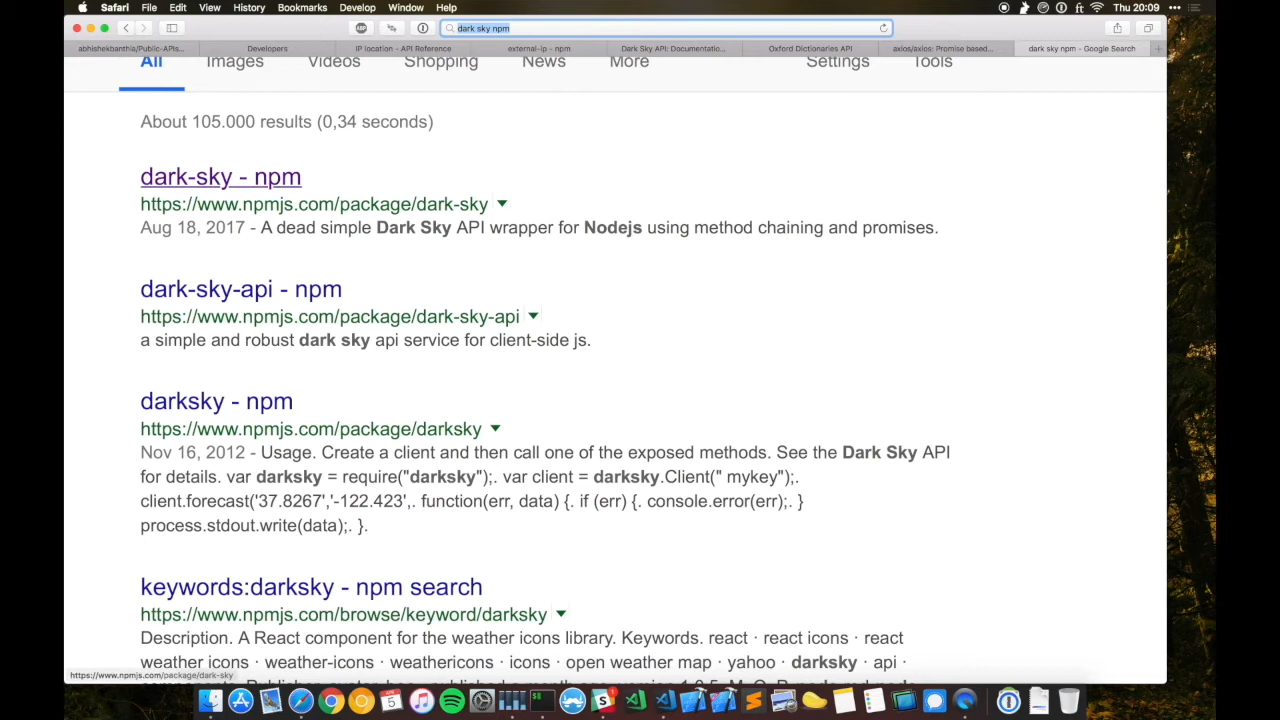 Safari File Edit View History Bookmarks Develop Window Help
Thu 20:09
dark sky npm
abhishekbanthia/Public-APIs... Developers IP location - API Reference external-ip - npm Dark Sky API: Documentatio... Oxford Dictionaries API axios/axios: Promise based... dark sky npm - Google Search
All Images Videos Shopping News More Settings Tools
About 105.000 results (0,34 seconds)
dark-sky - npm
https://www.npmjs.com/package/dark-sky
Aug 18, 2017 - A dead simple Dark Sky API wrapper for Nodejs using method chaining and promises.
dark-sky-api - npm
https://www.npmjs.com/package/dark-sky-api
a simple and robust dark sky api service for client-side js.
darksky - npm
https://www.npmjs.com/package/darksky
Nov 16, 2012 - Usage. Create a client and then call one of the exposed methods. See the Dark Sky API
for details. var darksky = require("darksky");. var client = darksky.Client(" mykey");.
client.forecast('37.8267','-122.423',. function(err, data) {. if (err) {. console.error(err);. }
process.stdout.write(data);. }.
keywords:darksky - npm search
https://www.npmjs.com/browse/keyword/darksky
Description. A React component for the weather icons library. Keywords. react · react icons · react
weather icons · weather-icons · weathericons · icons · open weather map · yahoo · darksky · api ·
https://www.npmjs.com/package/dark-sky